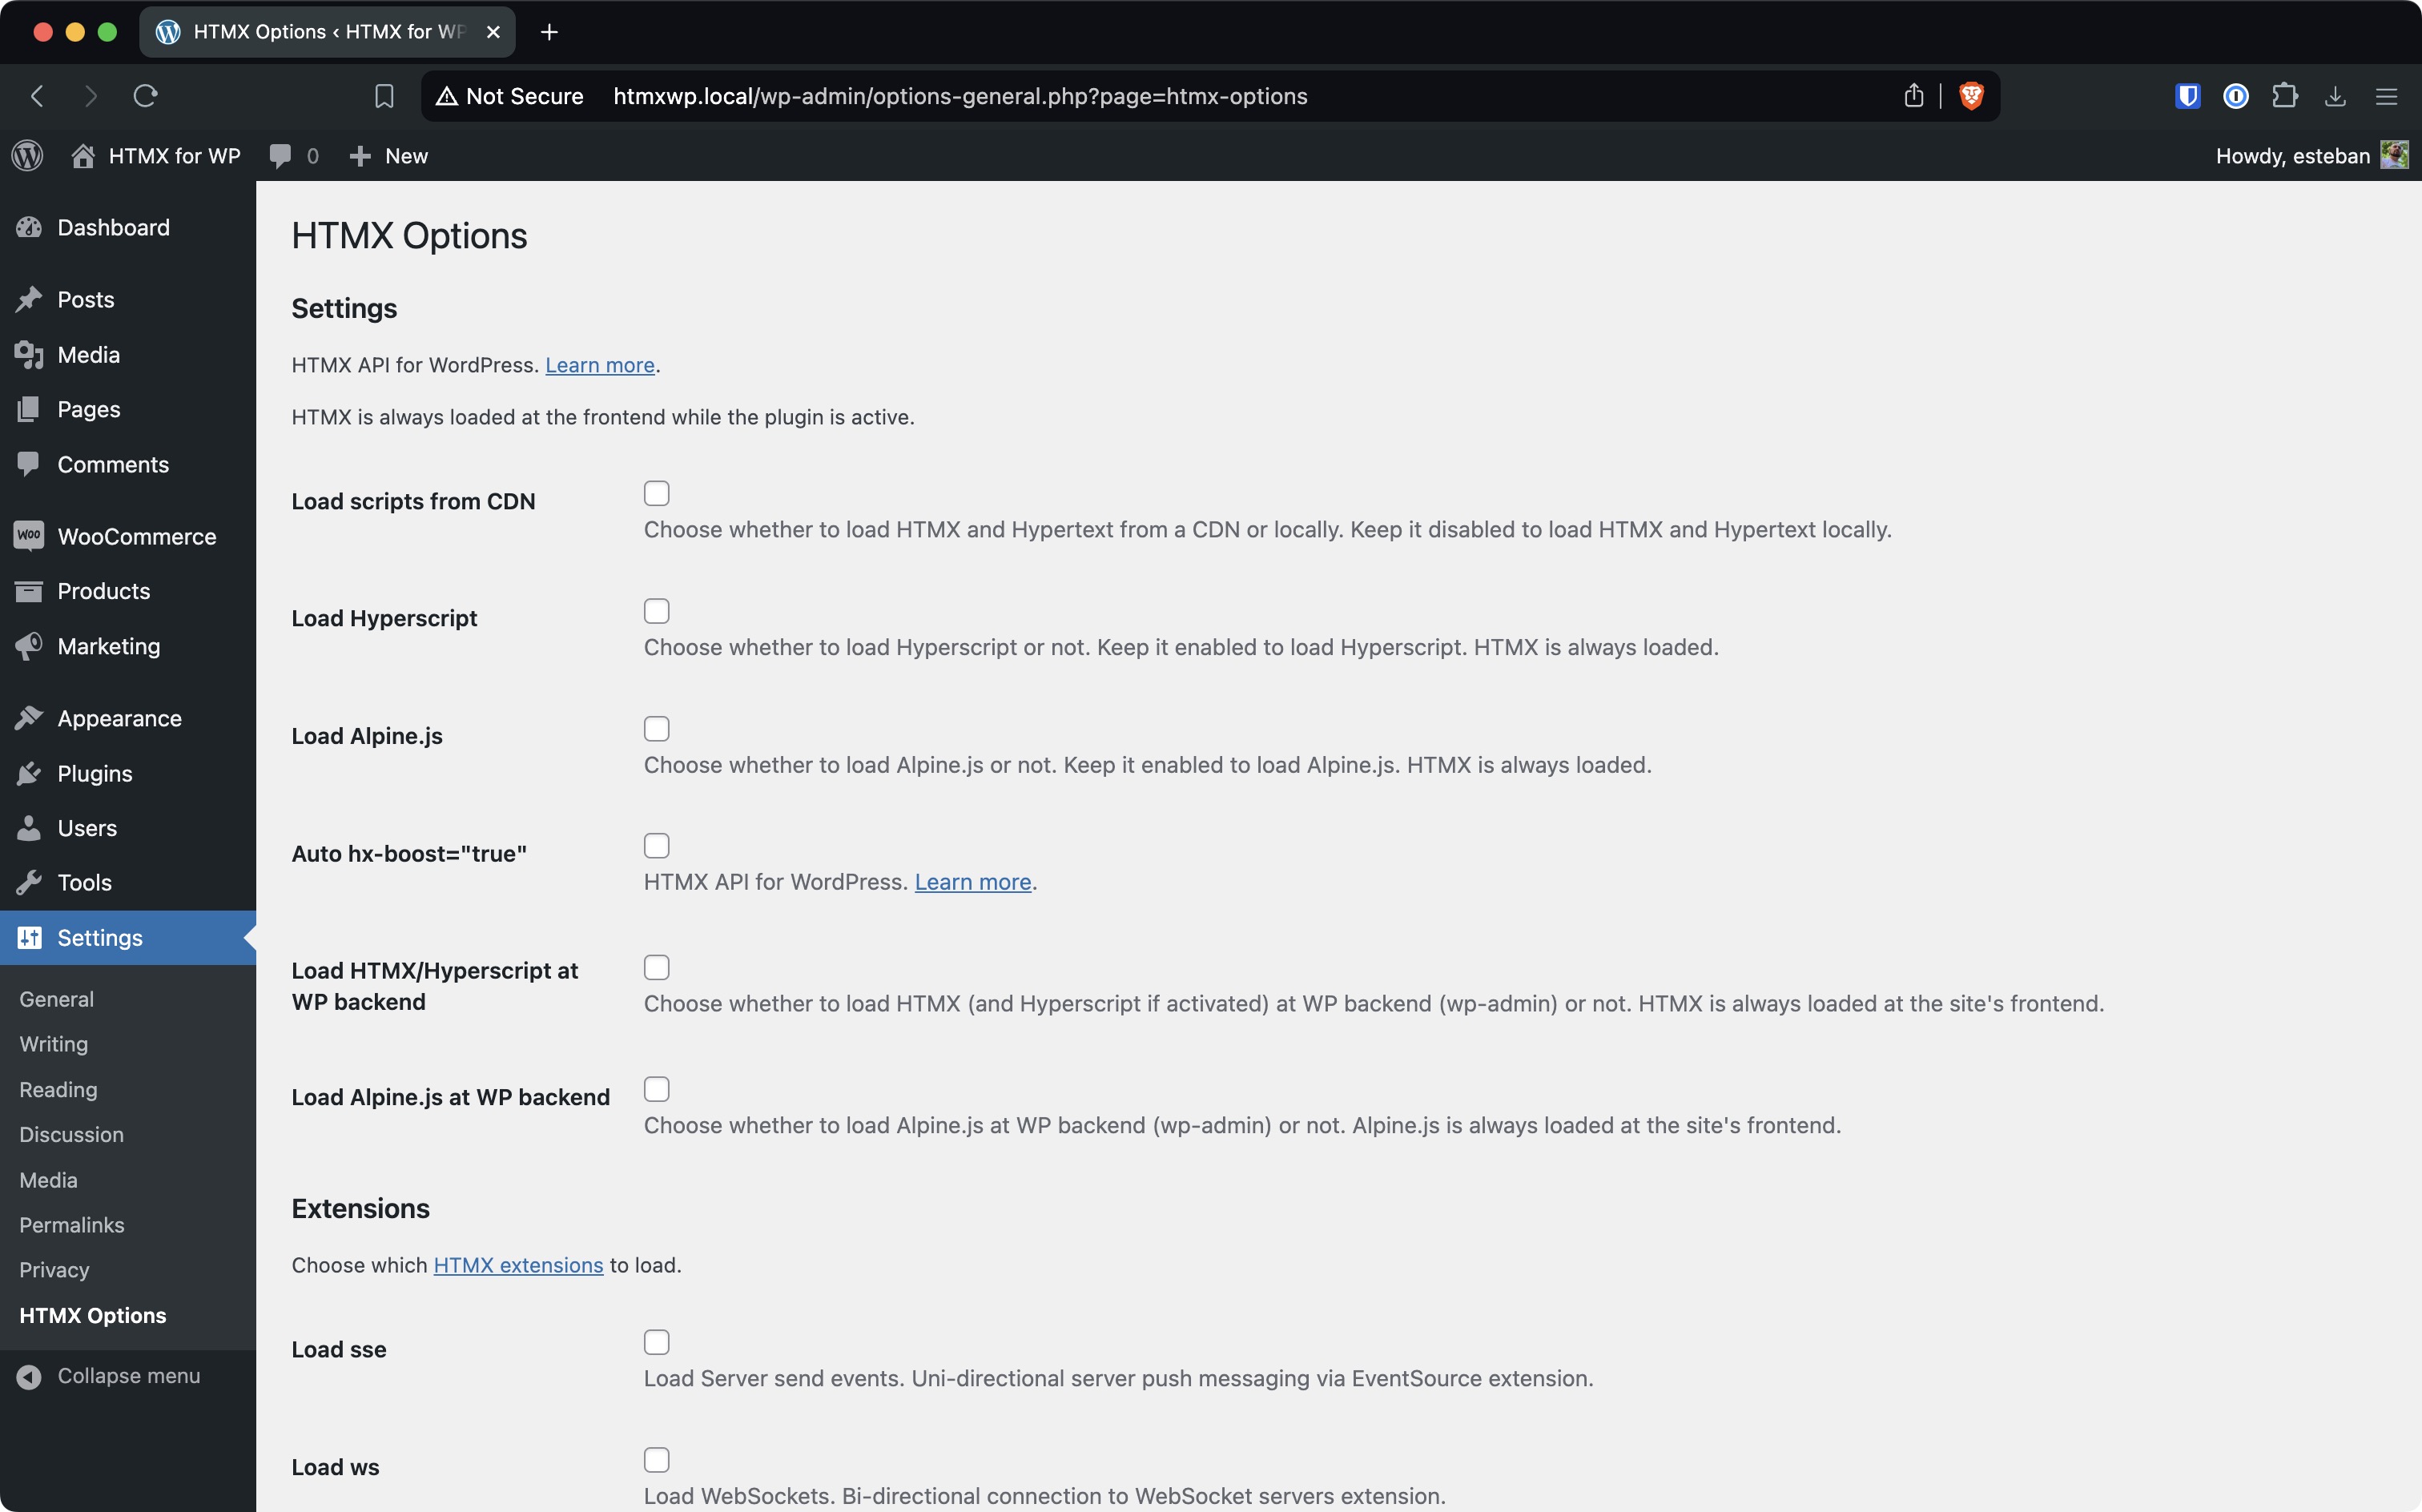 HTMX Options ‹ HTMX for WP
Not Secure htmxwp.local/wp-admin/options-general.php?page=htmx-options
HTMX for WP 0 New Howdy, esteban
Dashboard
Posts
Media
Pages
Comments
WOO WooCommerce
Products
Marketing
Appearance
Plugins
Users
Tools
Settings
General
Writing
Reading
Discussion
Media
Permalinks
Privacy
HTMX Options
Collapse menu
HTMX Options
Settings
HTMX API for WordPress. Learn more.
HTMX is always loaded at the frontend while the plugin is active.
Load scripts from CDN
Choose whether to load HTMX and Hypertext from a CDN or locally. Keep it disabled to load HTMX and Hypertext locally.
Load Hyperscript
Choose whether to load Hyperscript or not. Keep it enabled to load Hyperscript. HTMX is always loaded.
Load Alpine.js
Choose whether to load Alpine.js or not. Keep it enabled to load Alpine.js. HTMX is always loaded.
Auto hx-boost="true"
HTMX API for WordPress. Learn more.
Load HTMX/Hyperscript at
WP backend
Choose whether to load HTMX (and Hyperscript if activated) at WP backend (wp-admin) or not. HTMX is always loaded at the site's frontend.
Load Alpine.js at WP backend
Choose whether to load Alpine.js at WP backend (wp-admin) or not. Alpine.js is always loaded at the site's frontend.
Extensions
Choose which HTMX extensions to load.
Load sse
Load Server send events. Uni-directional server push messaging via EventSource extension.
Load ws
Load WebSockets. Bi-directional connection to WebSocket servers extension.